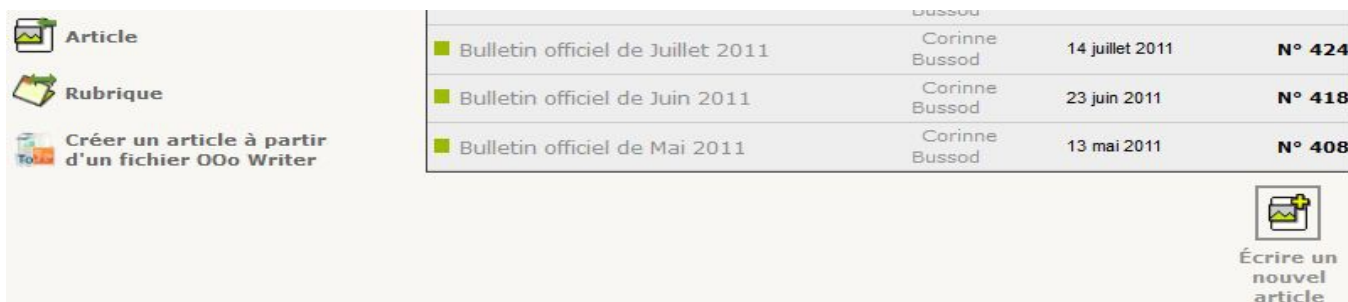 Article
Rubrique
Créer un article à partir
d'un fichier OOo Writer
Bussod
Bulletin officiel de Juillet 2011 Corinne Bussod 14 juillet 2011 N° 424
Bulletin officiel de Juin 2011 Corinne Bussod 23 juin 2011 N° 418
Bulletin officiel de Mai 2011 Corinne Bussod 13 mai 2011 N° 408
Écrire un
nouvel
article